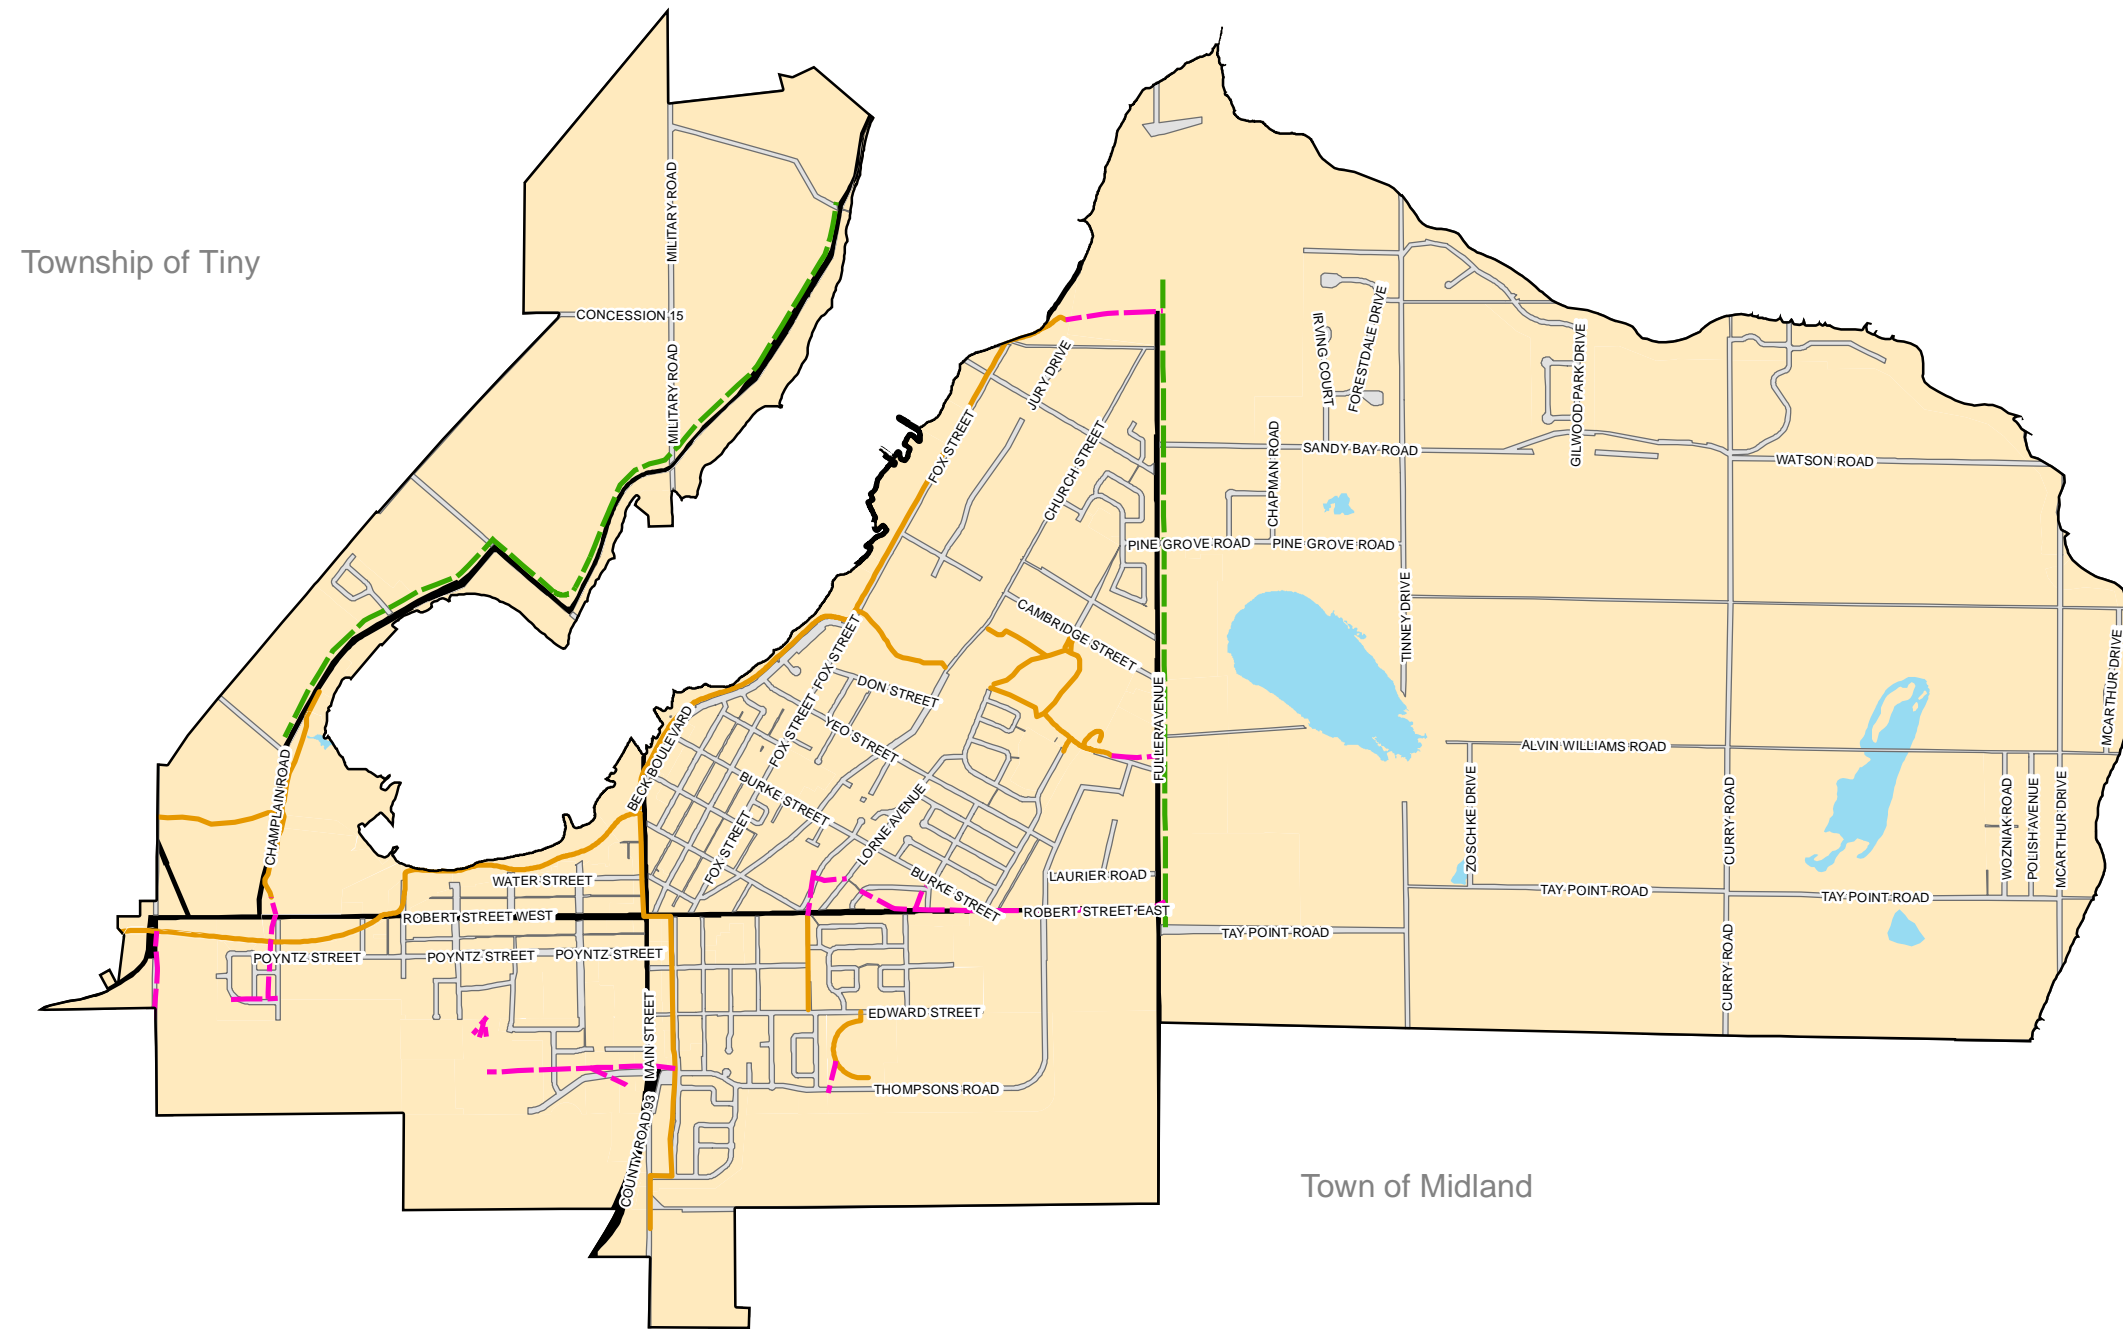 MILITARY ROAD
Township of Tiny
CONCESSION 15
MILITARY ROAD
JURY DRIVE
IRVING COURT
FORESTDALE DRIVE
GILWOOD PARK DRIVE
FOX STREET
CHURCH STREET
CHAPMAN ROAD
SANDY BAY ROAD
WATSON ROAD
PINE GROVE ROAD
PINE GROVE ROAD
TINNEY DRIVE
CAMBRIDGE STREET
FOX STREET
DON STREET
FULLER AVENUE
MCARTHUR DRIVE
BECK BOULEVARD
FOX STREET
YEO STREET
ALVIN WILLIAMS ROAD
CHAMPLAIN ROAD
BURKE STREET
LORNE AVENUE
ZOSCHKE DRIVE
CURRY ROAD
WOZNIAK ROAD
POLISH AVENUE
MCARTHUR DRIVE
FOX STREET
WATER STREET
BURKE STREET
LAURIER ROAD
TAY POINT ROAD
TAY POINT ROAD
ROBERT STREET WEST
ROBERT STREET EAST
TAY POINT ROAD
POYNTZ STREET
POYNTZ STREET
POYNTZ STREET
CURRY ROAD
MAIN STREET
EDWARD STREET
THOMPSONS ROAD
COUNTY ROAD 93
Town of Midland